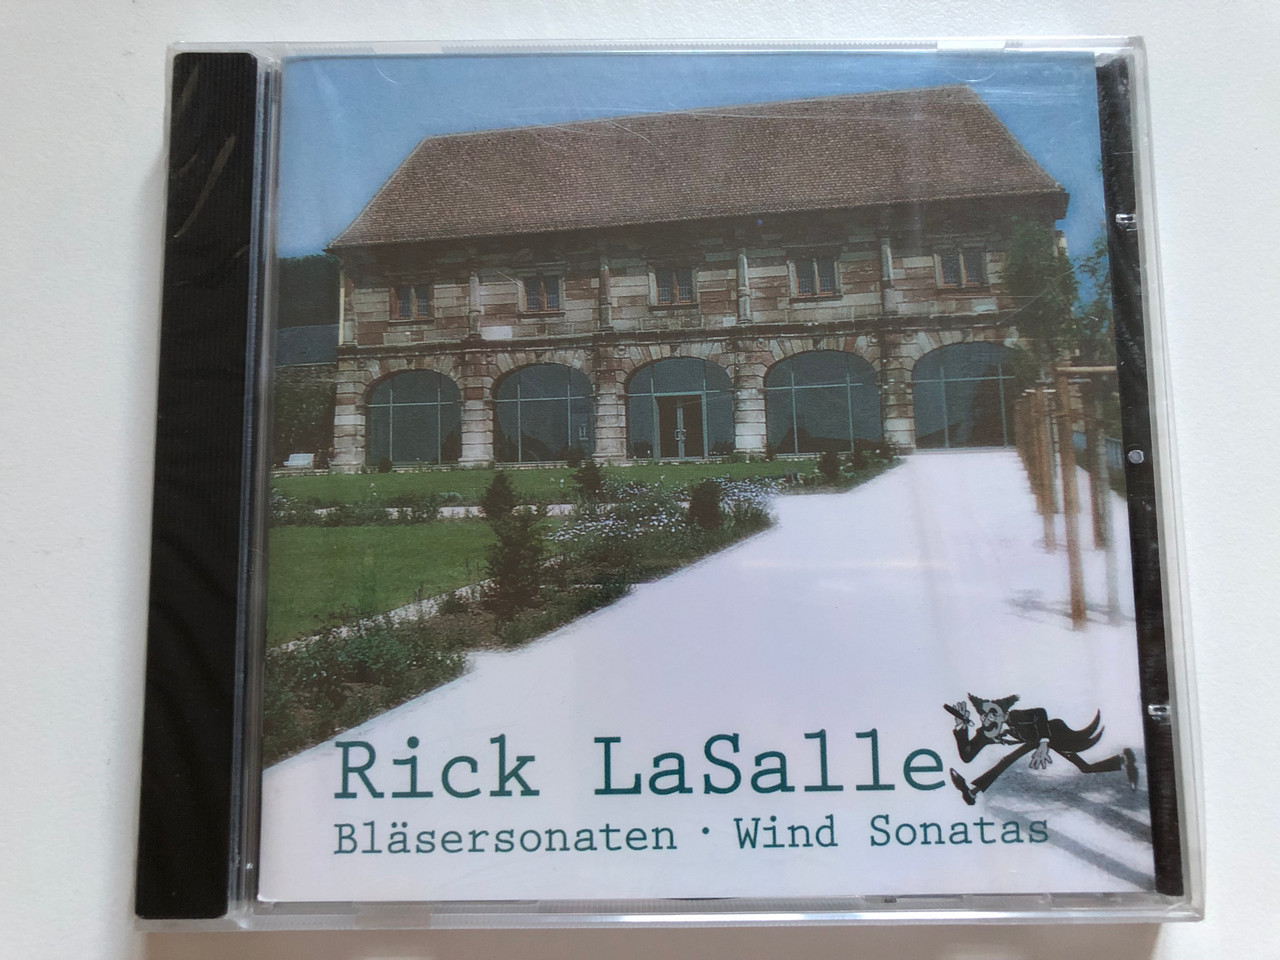 Rick LaSalle
Bläsersonaten · Wind Sonatas